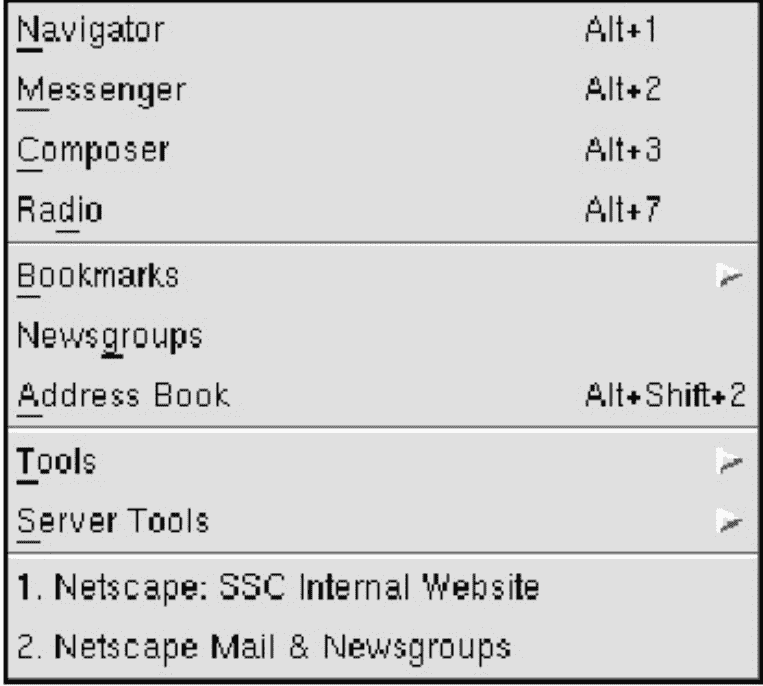 Navigator Alt+1
Messenger Alt+2
Composer Alt+3
Radio Alt+7
Bookmarks
Newsgroups
Address Book Alt+Shift+2
Tools
Server Tools
1. Netscape: SSC Internal Website
2. Netscape Mail & Newsgroups